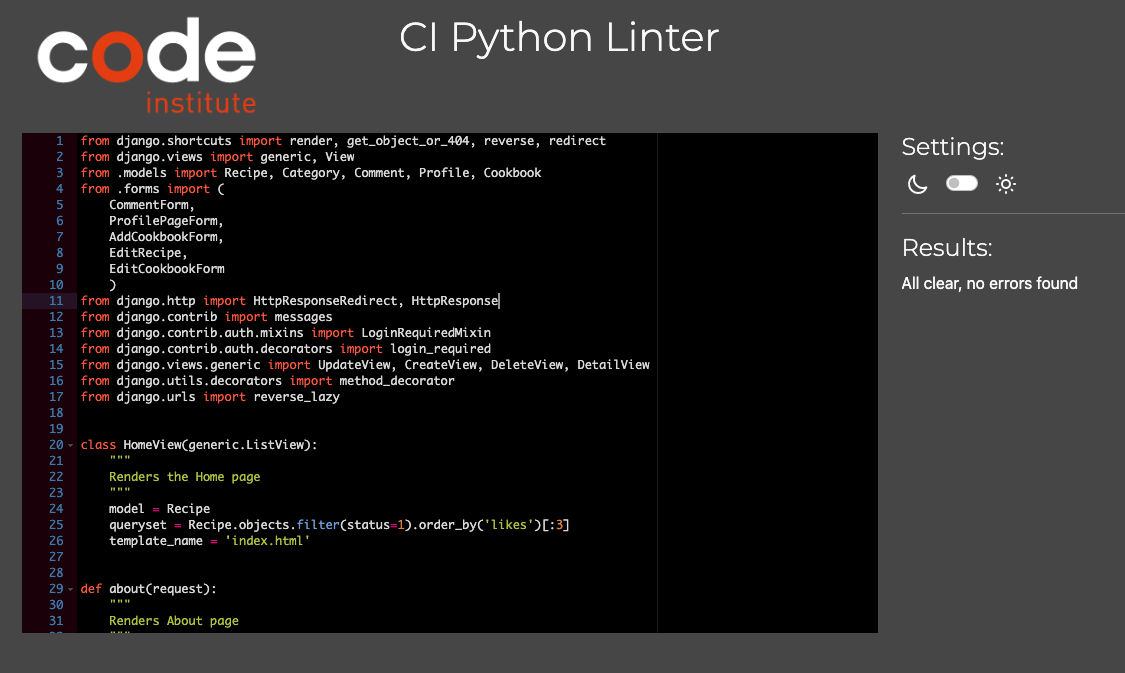 code
institute
CI Python Linter
1 from django.shortcuts import render, get_object_or_404, reverse, redirect
2 from django.views import generic, View
3 from .models import Recipe, Category, Comment, Profile, Cookbook
4 from .forms import (
5     CommentForm,
6     ProfilePageForm,
7     AddCookbookForm,
8     EditRecipe,
9     EditCookbookForm
10     )
11 from django.http import HttpResponseRedirect, HttpResponse
12 from django.contrib import messages
13 from django.contrib.auth.mixins import LoginRequiredMixin
14 from django.contrib.auth.decorators import login_required
15 from django.views.generic import UpdateView, CreateView, DeleteView, DetailView
16 from django.utils.decorators import method_decorator
17 from django.urls import reverse_lazy
18
19
20 class HomeView(generic.ListView):
21     """
22     Renders the Home page
23     """
24     model = Recipe
25     queryset = Recipe.objects.filter(status=1).order_by('likes')[:3]
26     template_name = 'index.html'
27
28
29 def about(request):
30     """
31     Renders About page
Settings:
Results:
All clear, no errors found